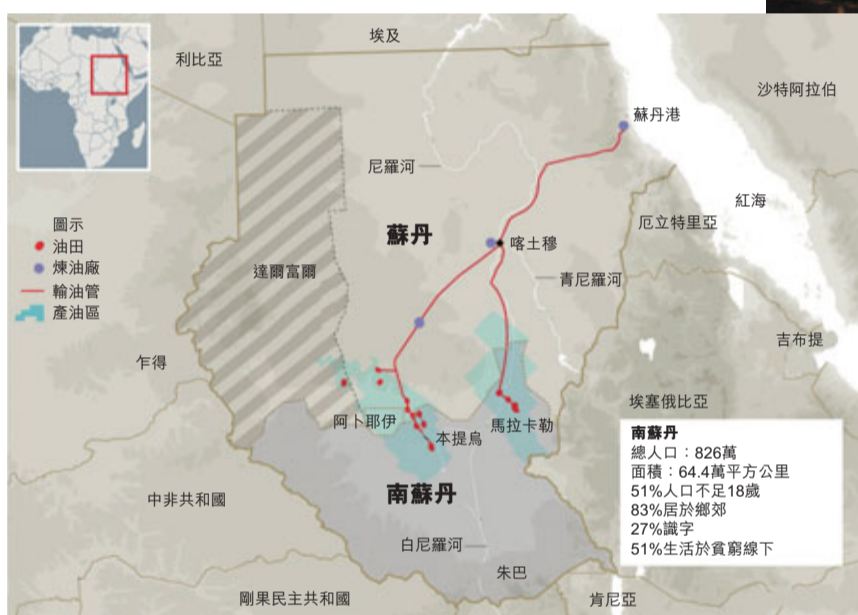 埃及
利比亞
沙特阿拉伯
蘇丹港
尼羅河
紅海
圖示
油田
煉油廠
輸油管
產油區
蘇丹
喀土穆
厄立特里亞
達爾富爾
青尼羅河
吉布提
乍得
埃塞俄比亞
阿卜耶伊
本提烏
馬拉卡勒
南蘇丹
總人口：826萬
面積：64.4萬平方公里
51%人口不足18歲
83%居於鄉郊
27%識字
51%生活於貧窮線下
南蘇丹
中非共和國
白尼羅河
朱巴
剛果民主共和國
肯尼亞